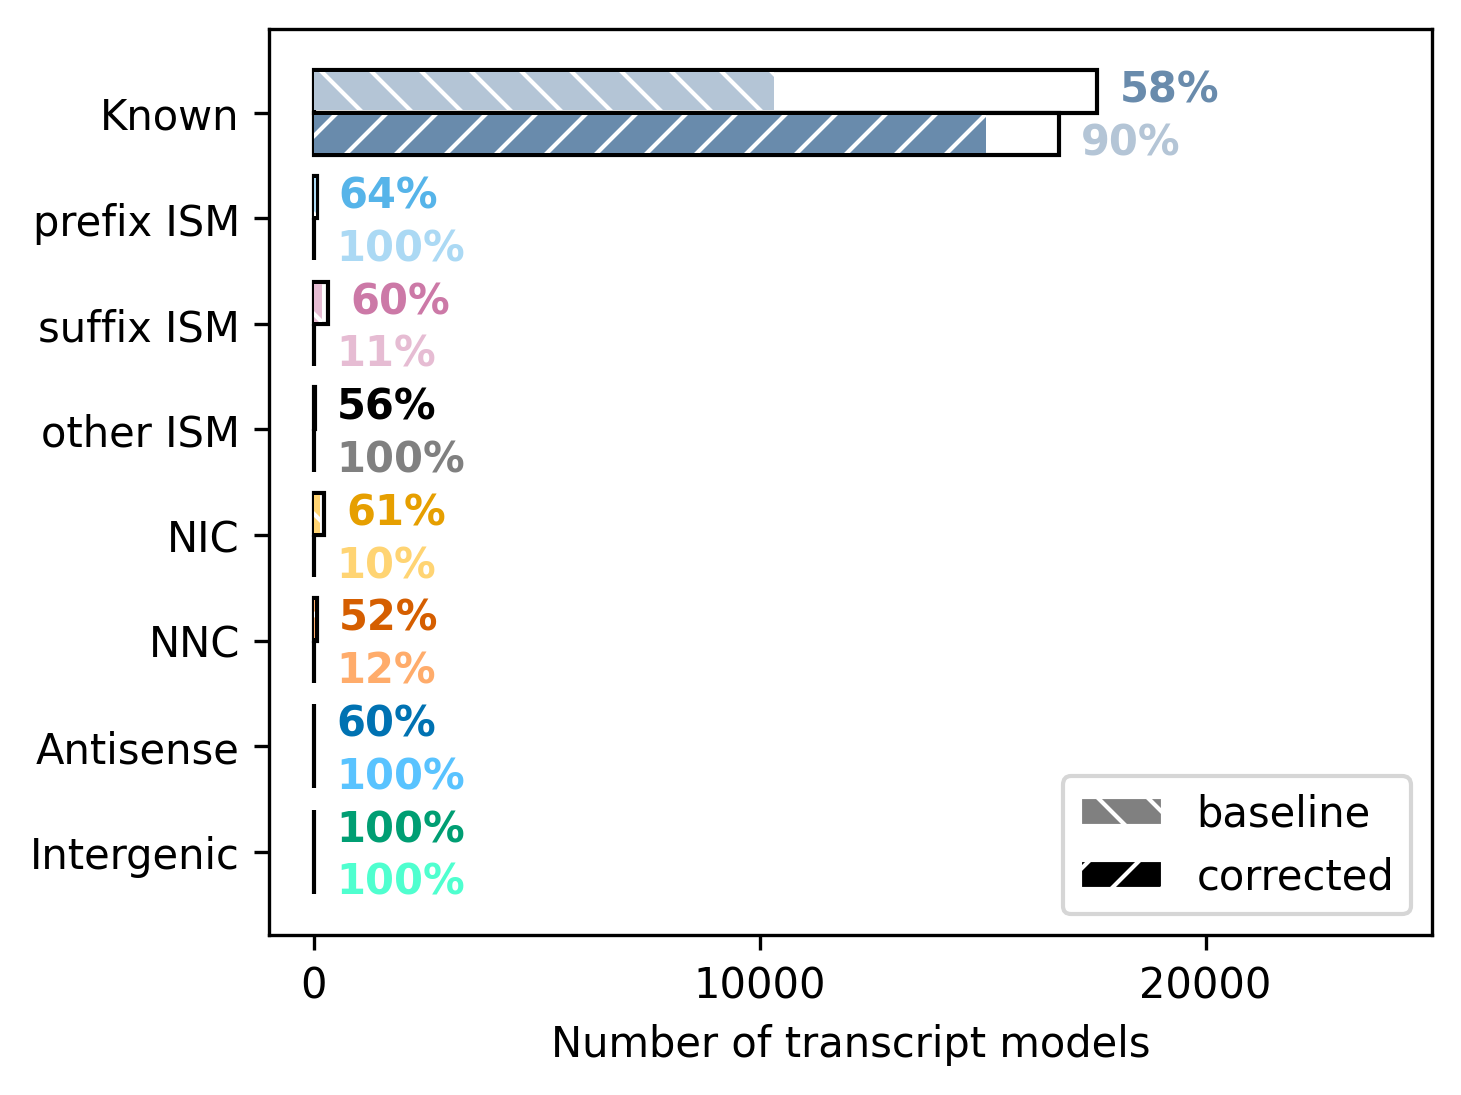 Known
58%
90%
prefix ISM
64%
100%
suffix ISM
60%
11%
other ISM
56%
100%
NIC
61%
10%
NNC
52%
12%
Antisense
60%
100%
Intergenic
100%
100%
baseline
corrected
0 10000 20000
Number of transcript models